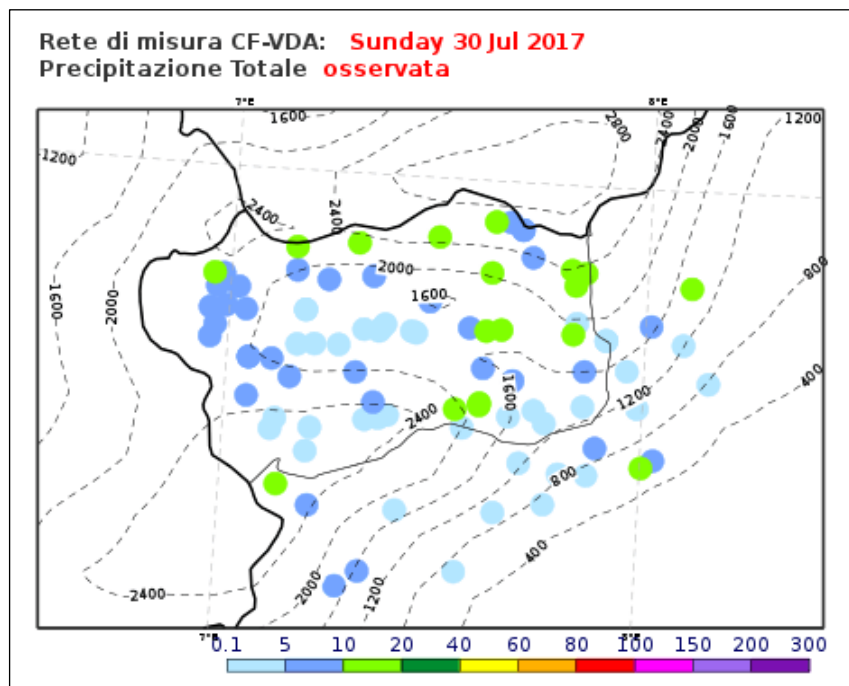 Rete di misura CF-VDA: Sunday 30 Jul 2017
Precipitazione Totale osservata
7°E 8°E
1600 2800 2400 2000 1600 1200
1200
2400 2400
2000 800
1600 2000 1600
1600 400
2400 1200
800
400
2400 2000 1200
7°E 8°E
0.1 5 10 20 40 60 80 100 150 200 300